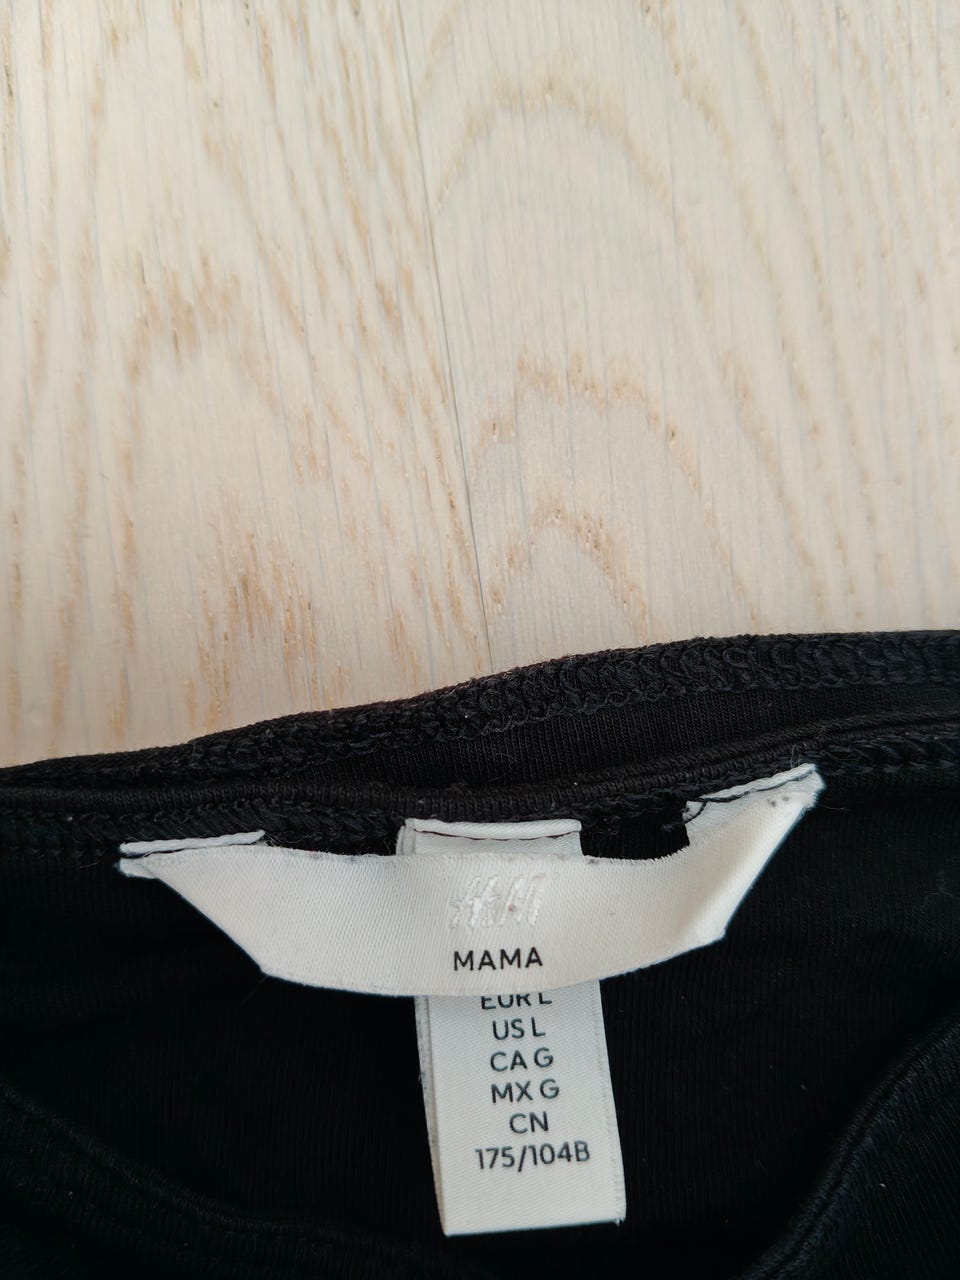 H&M
MAMA
EUR L
US L
CA G
MX G
CN
175/104B